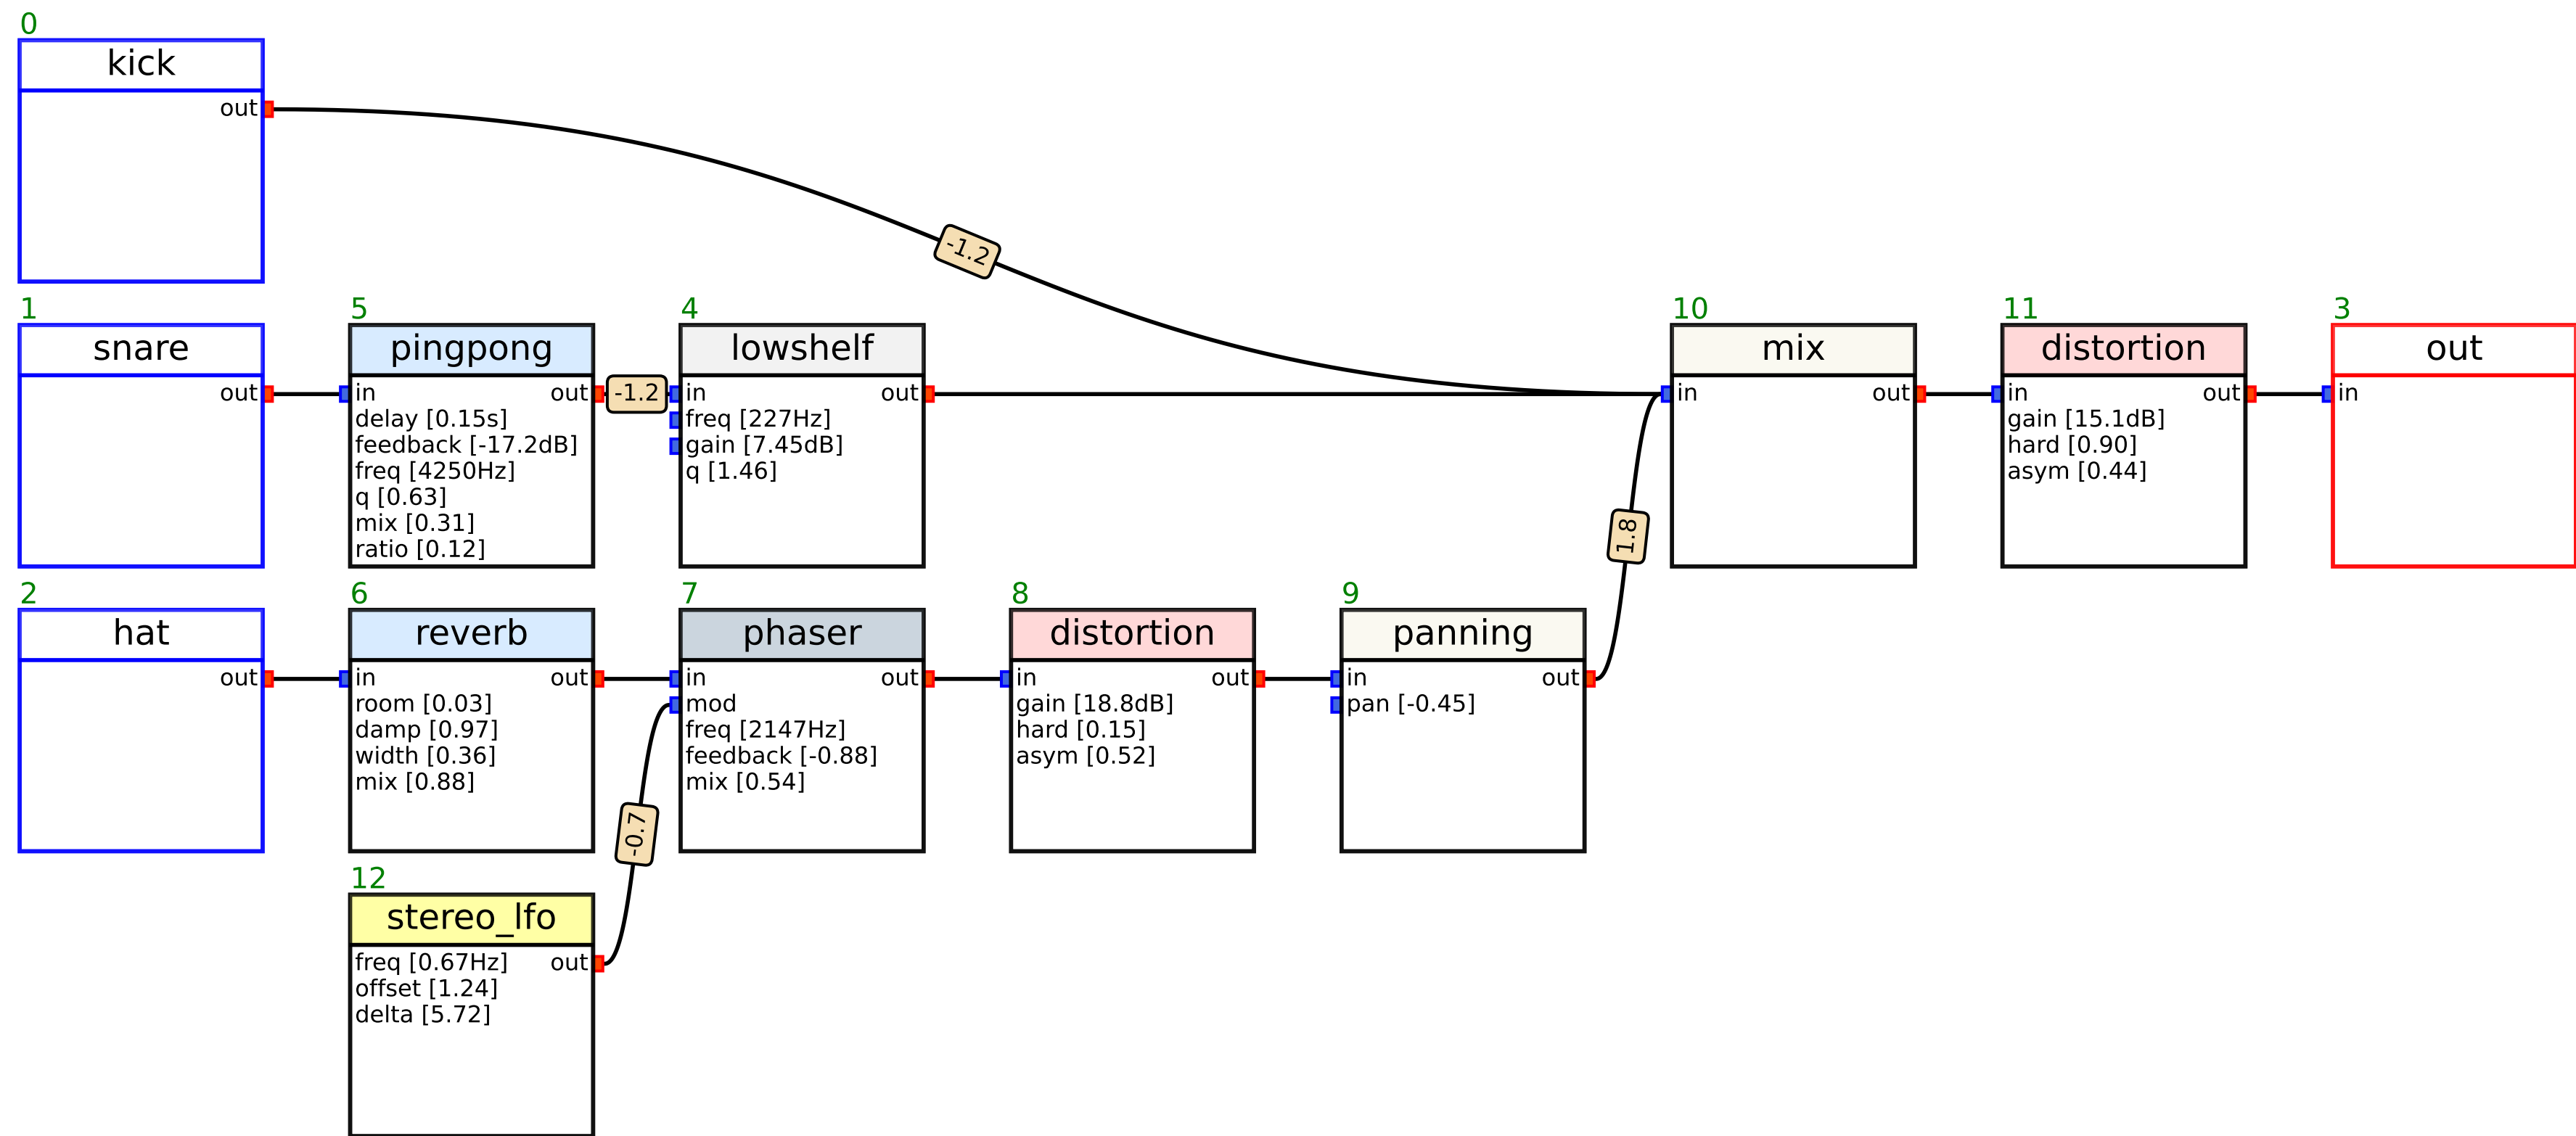 0
kick
out
-1.2
1
snare
out
5
pingpong
in out
delay [0.15s]
feedback [-17.2dB]
freq [4250Hz]
q [0.63]
mix [0.31]
ratio [0.12]
-1.2
4
lowshelf
in out
freq [227Hz]
gain [7.45dB]
q [1.46]
10
mix
in out
11
distortion
in out
gain [15.1dB]
hard [0.90]
asym [0.44]
3
out
in
1.8
2
hat
out
6
reverb
in out
room [0.03]
damp [0.97]
width [0.36]
mix [0.88]
7
phaser
in out
mod
freq [2147Hz]
feedback [-0.88]
mix [0.54]
8
distortion
in out
gain [18.8dB]
hard [0.15]
asym [0.52]
9
panning
in out
pan [-0.45]
-0.7
12
stereo_lfo
freq [0.67Hz] out
offset [1.24]
delta [5.72]